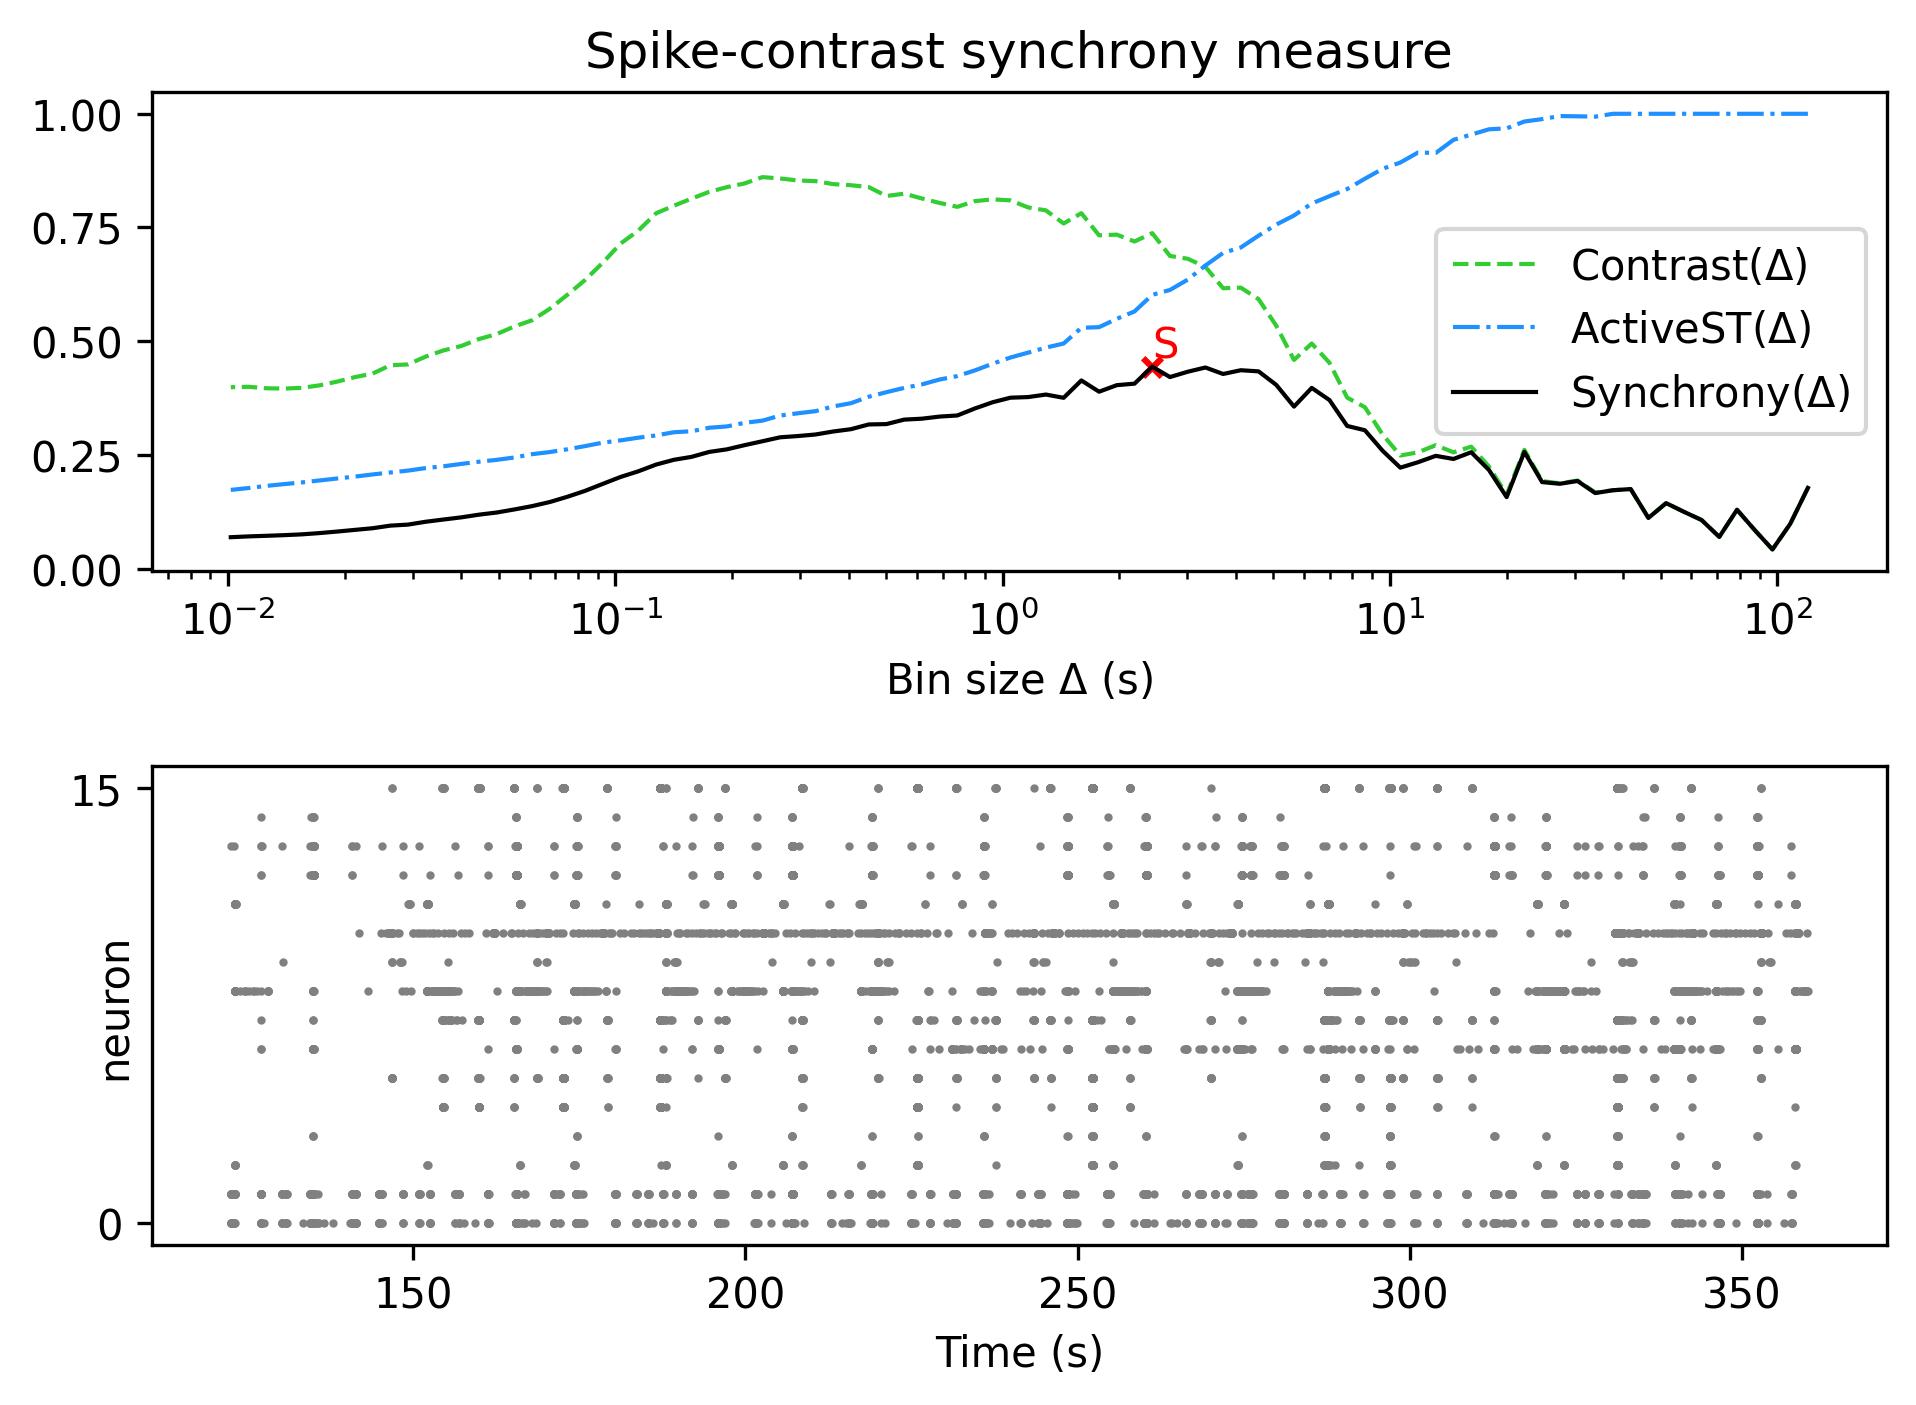 Spike-contrast synchrony measure
1.00
0.75
0.50
0.25
0.00
S
Contrast(Δ)
ActiveST(Δ)
Synchrony(Δ)
10⁻² 10⁻¹ 10⁰ 10¹ 10²
Bin size Δ (s)
15
neuron
0
150 200 250 300 350
Time (s)